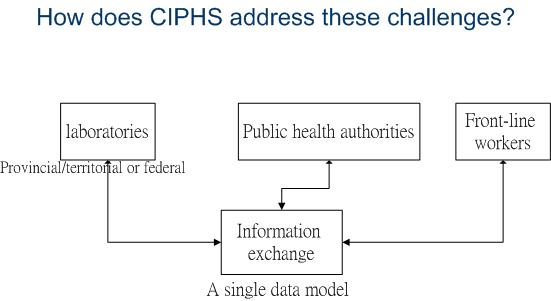 How does CIPHS address these challenges?
laboratories
Public health authorities
Front-line
workers
Provincial/territorial or federal
Information
exchange
A single data model